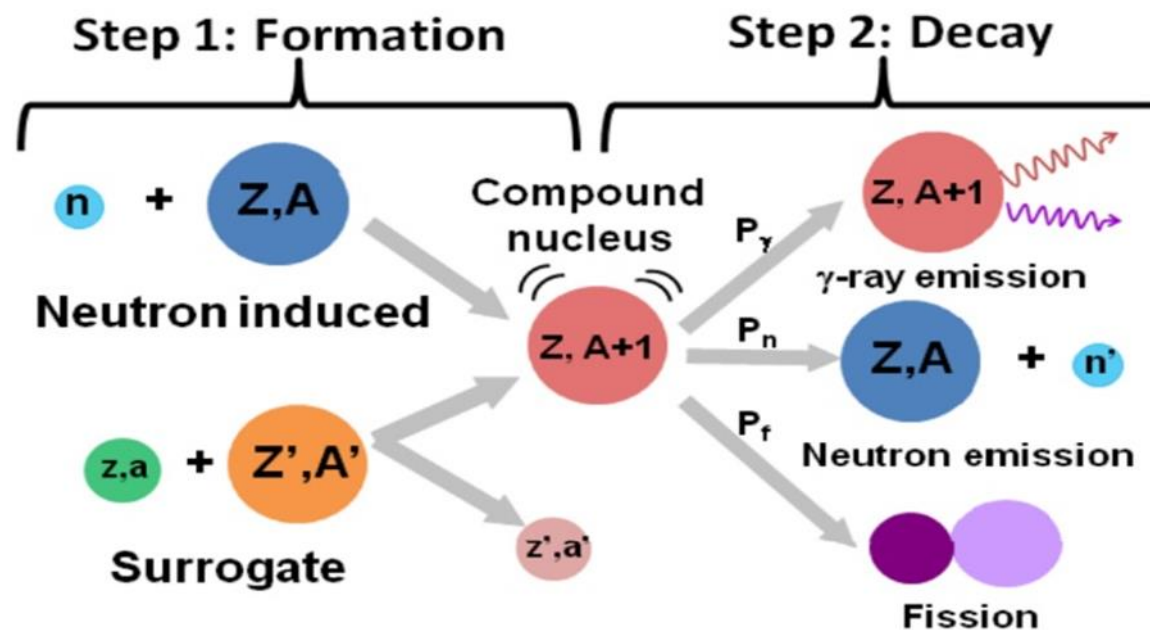 Step 1: Formation
Step 2: Decay
n + Z,A
Neutron induced
z,a + Z',A'
Surrogate
z',a'
Compound
nucleus
Z, A+1
Pγ
Pn
Pf
Z, A+1
γ-ray emission
Z,A + n'
Neutron emission
Fission